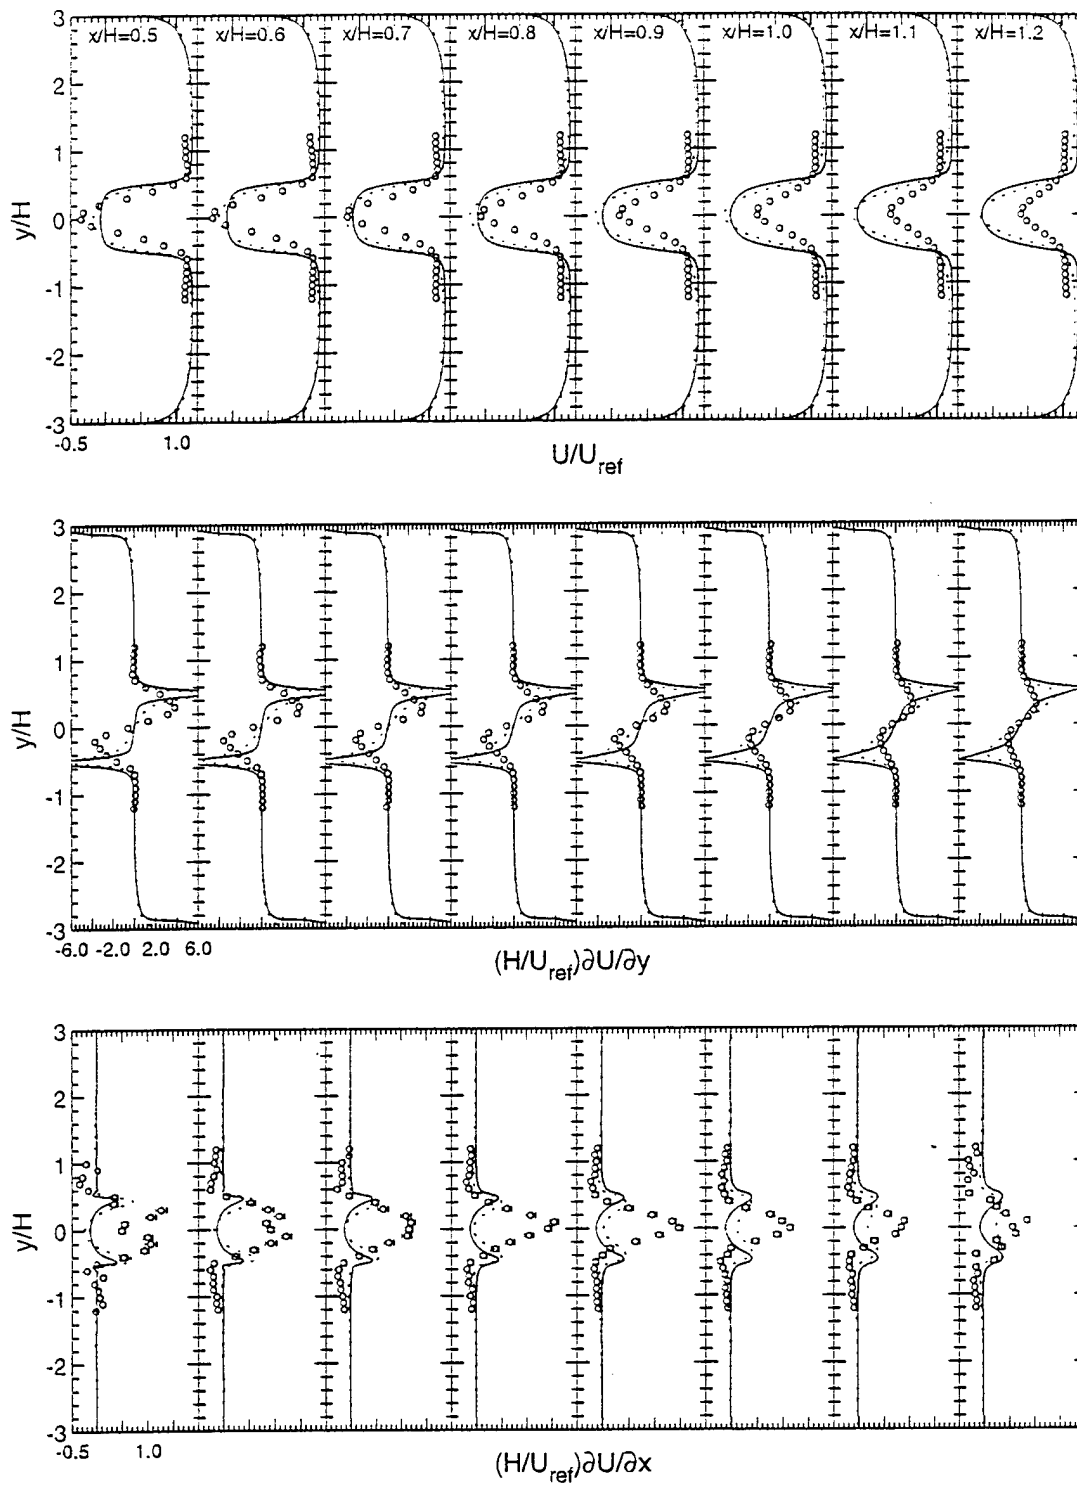 x/H=0.5 x/H=0.6 x/H=0.7 x/H=0.8 x/H=0.9 x/H=1.0 x/H=1.1 x/H=1.2
3
2
1
0
-1
-2
-3
y/H
-0.5 1.0
U/U_ref
3
2
1
0
-1
-2
-3
y/H
-6.0 -2.0 2.0 6.0
(H/U_ref)∂U/∂y
3
2
1
0
-1
-2
-3
y/H
-0.5 1.0
(H/U_ref)∂U/∂x